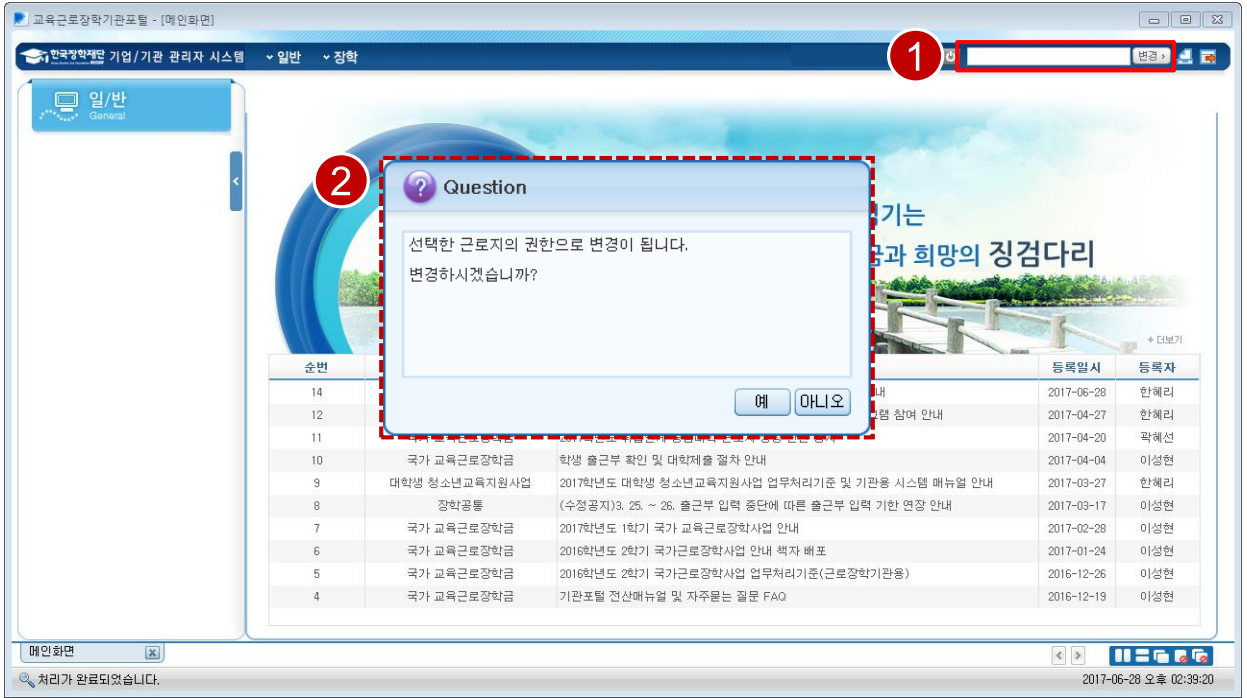 교육근로장학기관포털 - [메인화면]
한국장학재단 기업/기관 관리자 시스템
일반
장학
1
변경
일/반
General
2
Question
선택한 근로지의 권한으로 변경이 됩니다.
변경하시겠습니까?
예
아니오
기는
과 희망의 징검다리
+ 더보기
순번
등록일시
등록자
14
내
2017-06-28
한혜리
12
램 참여 안내
2017-04-27
한혜리
11
2017-04-20
곽혜선
10
국가 교육근로장학금
학생 출근부 확인 및 대학제출 절차 안내
2017-04-04
이성현
9
대학생 청소년교육지원사업
2017학년도 대학생 청소년교육지원사업 업무처리기준 및 기관용 시스템 매뉴얼 안내
2017-03-27
한혜리
8
장학공통
(수정공지)3. 25. ~ 26. 출근부 입력 중단에 따른 출근부 입력 기한 연장 안내
2017-03-17
이성현
7
국가 교육근로장학금
2017학년도 1학기 국가 교육근로장학사업 안내
2017-02-28
이성현
6
국가 교육근로장학금
2016학년도 2학기 국가근로장학사업 안내 책자 배포
2017-01-24
이성현
5
국가 교육근로장학금
2016학년도 2학기 국가근로장학사업 업무처리기준(근로장학기관용)
2016-12-26
이성현
4
국가 교육근로장학금
기관포털 전산매뉴얼 및 자주묻는 질문 FAQ
2016-12-19
이성현
메인화면
처리가 완료되었습니다.
2017-06-28 오후 02:39:20